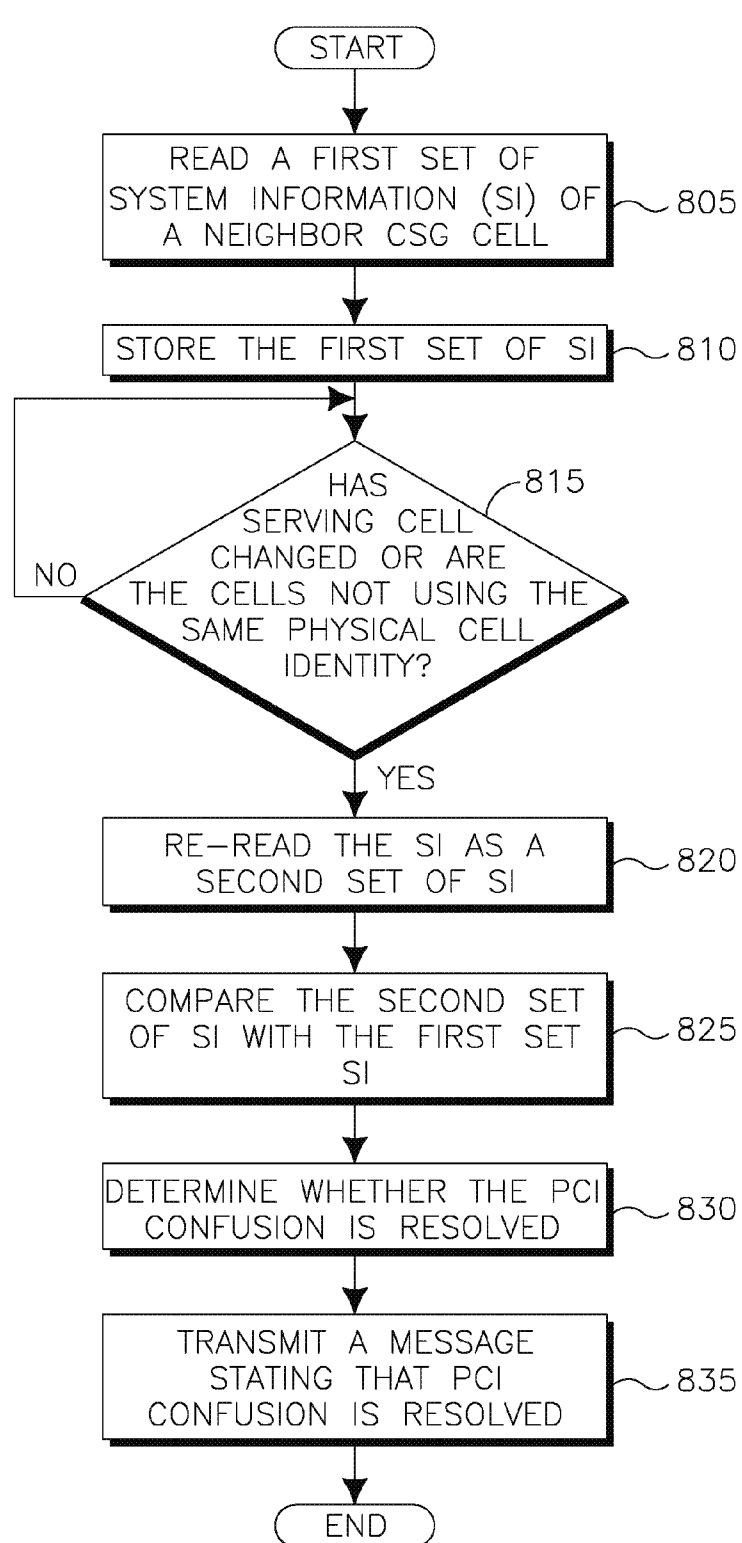 START
READ A FIRST SET OF
SYSTEM INFORMATION (SI) OF
A NEIGHBOR CSG CELL
805
STORE THE FIRST SET OF SI
810
HAS
SERVING CELL
CHANGED OR ARE
THE CELLS NOT USING THE
SAME PHYSICAL CELL
IDENTITY?
815
NO
YES
RE-READ THE SI AS A
SECOND SET OF SI
820
COMPARE THE SECOND SET
OF SI WITH THE FIRST SET
SI
825
DETERMINE WHETHER THE PCI
CONFUSION IS RESOLVED
830
TRANSMIT A MESSAGE
STATING THAT PCI
CONFUSION IS RESOLVED
835
END